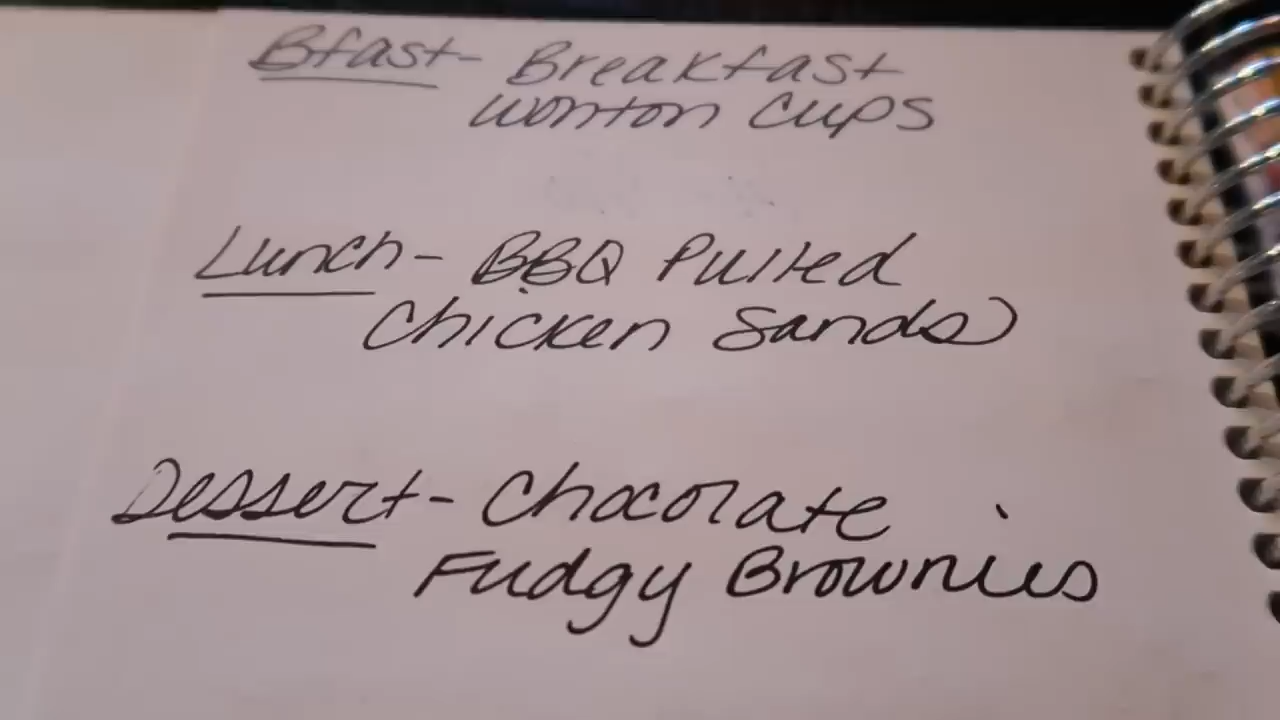 Bfast- Breakfast
wonton Cups
Lunch- BBQ Pulled
Chicken Sands
Dessert- Chocolate
Fudgy Brownies